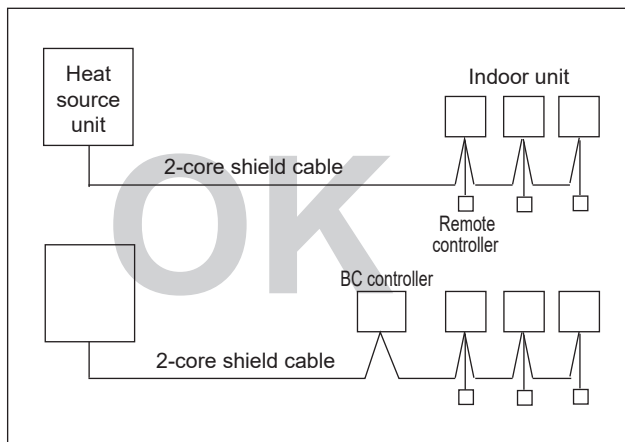 Heat
source
unit
Indoor unit
2-core shield cable
OK
Remote
controller
BC controller
2-core shield cable